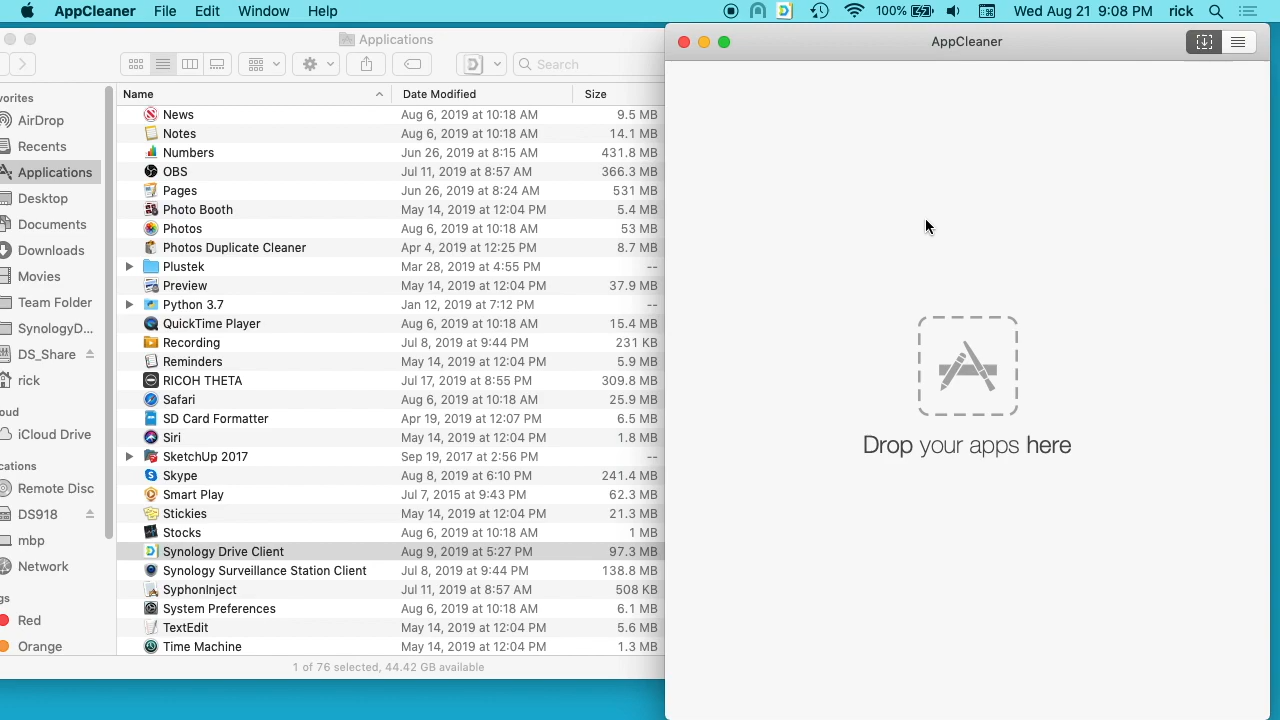 AppCleaner File Edit Window Help 100% Wed Aug 21 9:08 PM rick
Applications
AppCleaner
Search
vorites
AirDrop
Recents
Applications
Desktop
Documents
Downloads
Movies
Team Folder
SynologyD...
DS_Share
rick
oud
iCloud Drive
cations
Remote Disc
DS918
mbp
Network
gs
Red
Orange
Name Date Modified Size
News Aug 6, 2019 at 10:18 AM 9.5 MB
Notes Aug 6, 2019 at 10:18 AM 14.1 MB
Numbers Jun 26, 2019 at 8:15 AM 431.8 MB
OBS Jul 11, 2019 at 8:57 AM 366.3 MB
Pages Jun 26, 2019 at 8:24 AM 531 MB
Photo Booth May 14, 2019 at 12:04 PM 5.4 MB
Photos Aug 6, 2019 at 10:18 AM 53 MB
Photos Duplicate Cleaner Apr 4, 2019 at 12:25 PM 8.7 MB
Plustek Mar 28, 2019 at 4:55 PM --
Preview May 14, 2019 at 12:04 PM 37.9 MB
Python 3.7 Jan 12, 2019 at 7:12 PM --
QuickTime Player Aug 6, 2019 at 10:18 AM 15.4 MB
Recording Jul 8, 2019 at 9:44 PM 231 KB
Reminders May 14, 2019 at 12:04 PM 5.9 MB
RICOH THETA Jul 17, 2019 at 8:55 PM 309.8 MB
Safari Aug 6, 2019 at 10:18 AM 25.9 MB
SD Card Formatter Apr 19, 2019 at 12:07 PM 6.5 MB
Siri May 14, 2019 at 12:04 PM 1.8 MB
SketchUp 2017 Sep 19, 2017 at 2:56 PM --
Skype Aug 8, 2019 at 6:10 PM 241.4 MB
Smart Play Jul 7, 2015 at 9:43 PM 62.3 MB
Stickies May 14, 2019 at 12:04 PM 21.3 MB
Stocks Aug 6, 2019 at 10:18 AM 1 MB
Synology Drive Client Aug 9, 2019 at 5:27 PM 97.3 MB
Synology Surveillance Station Client Jul 8, 2019 at 9:44 PM 138.8 MB
SyphonInject Jul 11, 2019 at 8:57 AM 508 KB
System Preferences Aug 6, 2019 at 10:18 AM 6.1 MB
TextEdit May 14, 2019 at 12:04 PM 5.6 MB
Time Machine May 14, 2019 at 12:04 PM 1.3 MB
1 of 76 selected, 44.42 GB available
Drop your apps here